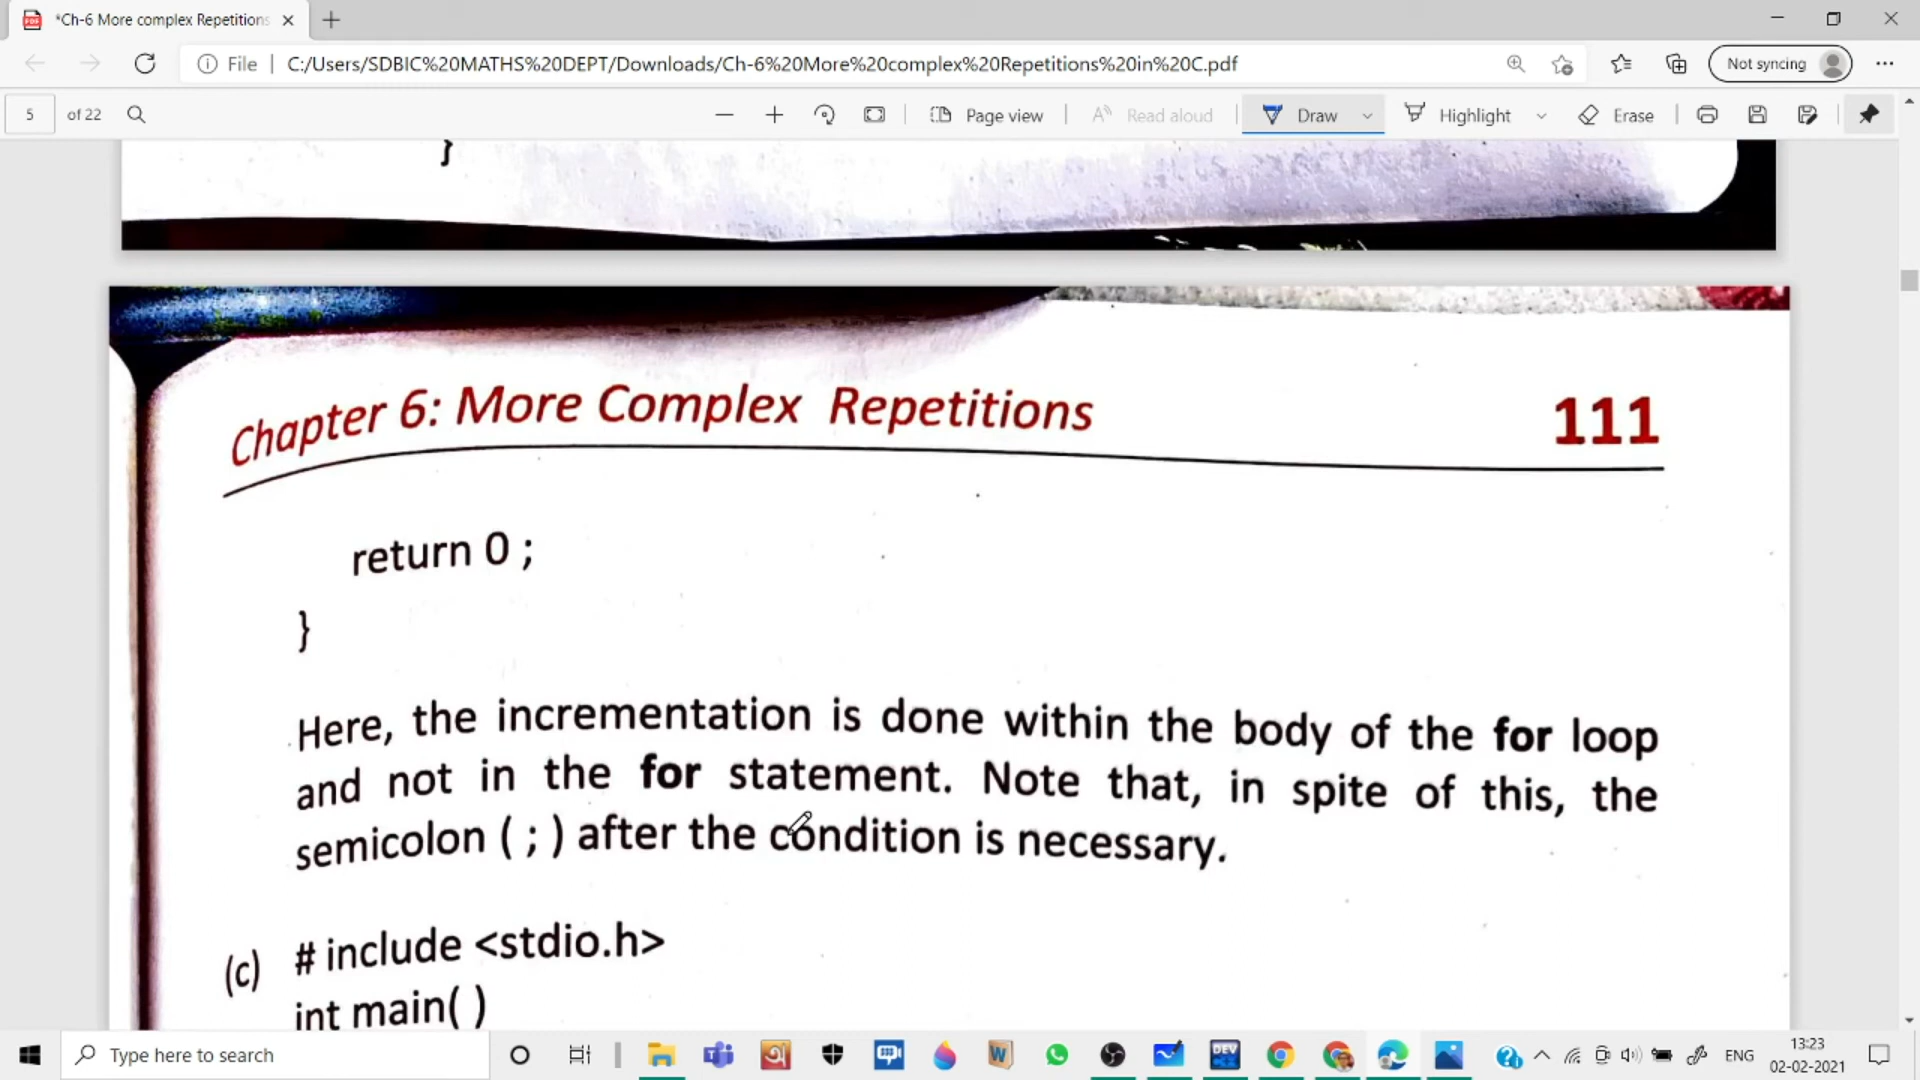 *Ch-6 More complex Repetitions
File
C:/Users/SDBIC%20MATHS%20DEPT/Downloads/Ch-6%20More%20complex%20Repetitions%20in%20C.pdf
Not syncing
5 of 22
Page view
Read aloud
Draw
Highlight
Erase
}
Chapter 6: More Complex Repetitions 111
return 0 ;
}
Here, the incrementation is done within the body of the for loop
and not in the for statement. Note that, in spite of this, the
semicolon ( ; ) after the condition is necessary.
(c) # include <stdio.h>
int main( )
Type here to search
DEV
ENG
13:23
02-02-2021